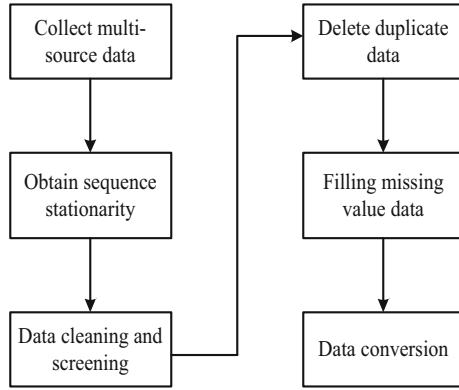 Collect multi-
source data
Obtain sequence
stationarity
Data cleaning and
screening
Delete duplicate
data
Filling missing
value data
Data conversion